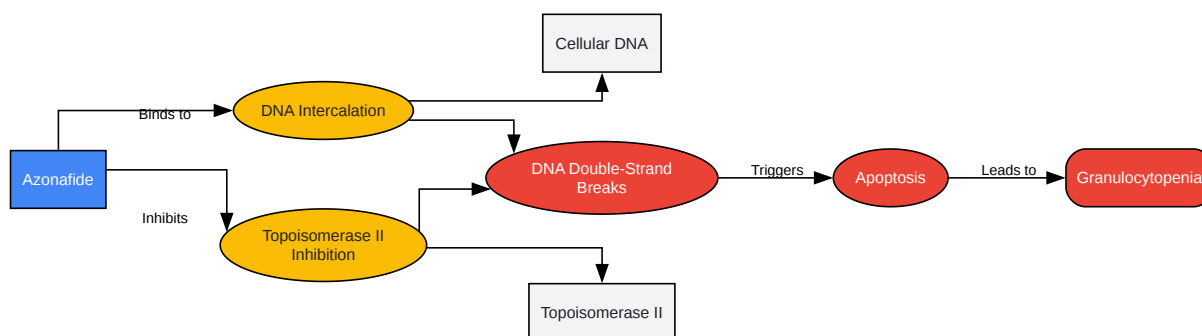 Cellular DNA
DNA Intercalation
Binds to
Azonafide
DNA Double-Strand
Breaks
Triggers
Apoptosis
Leads to
Granulocytopenia
Inhibits
Topoisomerase II
Inhibition
Topoisomerase II